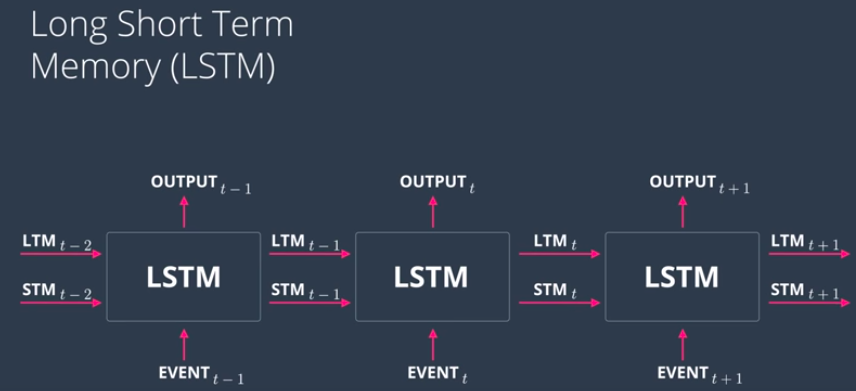 Long Short Term
Memory (LSTM)
OUTPUT t − 1 OUTPUT t OUTPUT t + 1
LTM t − 2 LTM t − 1 LTM t LTM t + 1
LSTM LSTM LSTM
STM t − 2 STM t − 1 STM t STM t + 1
EVENT t − 1 EVENT t EVENT t + 1